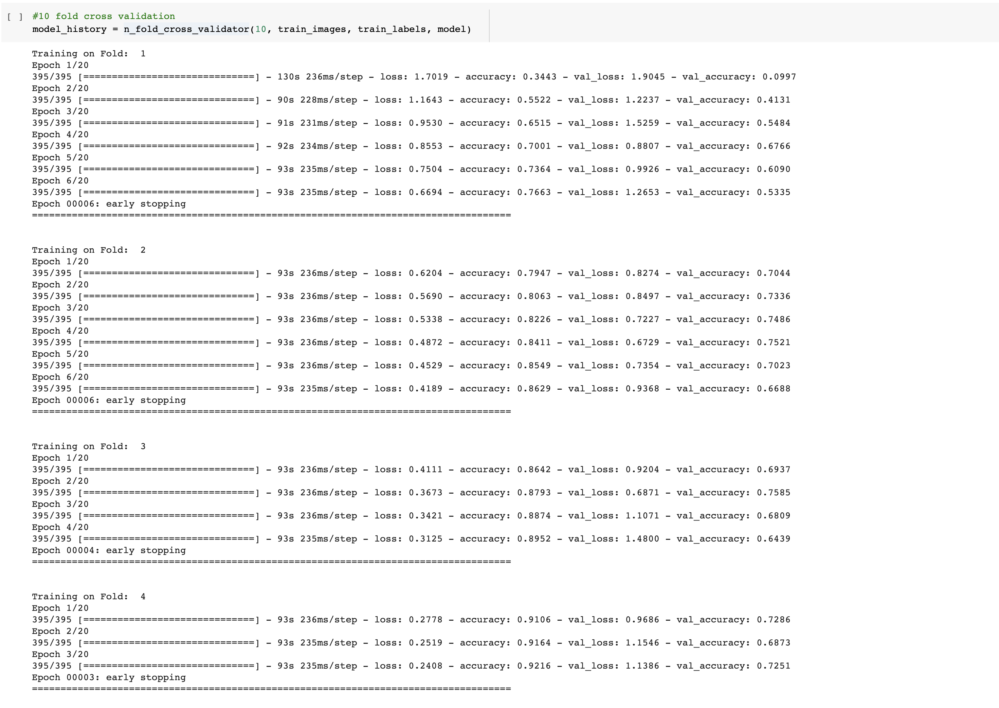 [ ] #10 fold cross validation
model_history = n_fold_cross_validator(10, train_images, train_labels, model)
Training on Fold:  1
Epoch 1/20
395/395 [==============================] - 130s 236ms/step - loss: 1.7019 - accuracy: 0.3443 - val_loss: 1.9045 - val_accuracy: 0.0997
Epoch 2/20
395/395 [==============================] - 90s 228ms/step - loss: 1.1643 - accuracy: 0.5522 - val_loss: 1.2237 - val_accuracy: 0.4131
Epoch 3/20
395/395 [==============================] - 91s 231ms/step - loss: 0.9530 - accuracy: 0.6515 - val_loss: 1.5259 - val_accuracy: 0.5484
Epoch 4/20
395/395 [==============================] - 92s 234ms/step - loss: 0.8553 - accuracy: 0.7001 - val_loss: 0.8807 - val_accuracy: 0.6766
Epoch 5/20
395/395 [==============================] - 93s 235ms/step - loss: 0.7504 - accuracy: 0.7364 - val_loss: 0.9926 - val_accuracy: 0.6090
Epoch 6/20
395/395 [==============================] - 93s 235ms/step - loss: 0.6694 - accuracy: 0.7663 - val_loss: 1.2653 - val_accuracy: 0.5335
Epoch 00006: early stopping
====================================================================================
Training on Fold:  2
Epoch 1/20
395/395 [==============================] - 93s 236ms/step - loss: 0.6204 - accuracy: 0.7947 - val_loss: 0.8274 - val_accuracy: 0.7044
Epoch 2/20
395/395 [==============================] - 93s 236ms/step - loss: 0.5690 - accuracy: 0.8063 - val_loss: 0.8497 - val_accuracy: 0.7336
Epoch 3/20
395/395 [==============================] - 93s 236ms/step - loss: 0.5338 - accuracy: 0.8226 - val_loss: 0.7227 - val_accuracy: 0.7486
Epoch 4/20
395/395 [==============================] - 93s 236ms/step - loss: 0.4872 - accuracy: 0.8411 - val_loss: 0.6729 - val_accuracy: 0.7521
Epoch 5/20
395/395 [==============================] - 93s 236ms/step - loss: 0.4529 - accuracy: 0.8549 - val_loss: 0.7354 - val_accuracy: 0.7023
Epoch 6/20
395/395 [==============================] - 93s 235ms/step - loss: 0.4189 - accuracy: 0.8629 - val_loss: 0.9368 - val_accuracy: 0.6688
Epoch 00006: early stopping
====================================================================================
Training on Fold:  3
Epoch 1/20
395/395 [==============================] - 93s 236ms/step - loss: 0.4111 - accuracy: 0.8642 - val_loss: 0.9204 - val_accuracy: 0.6937
Epoch 2/20
395/395 [==============================] - 93s 236ms/step - loss: 0.3673 - accuracy: 0.8793 - val_loss: 0.6871 - val_accuracy: 0.7585
Epoch 3/20
395/395 [==============================] - 93s 236ms/step - loss: 0.3421 - accuracy: 0.8874 - val_loss: 1.1071 - val_accuracy: 0.6809
Epoch 4/20
395/395 [==============================] - 93s 235ms/step - loss: 0.3125 - accuracy: 0.8952 - val_loss: 1.4800 - val_accuracy: 0.6439
Epoch 00004: early stopping
====================================================================================
Training on Fold:  4
Epoch 1/20
395/395 [==============================] - 93s 236ms/step - loss: 0.2778 - accuracy: 0.9106 - val_loss: 0.9686 - val_accuracy: 0.7286
Epoch 2/20
395/395 [==============================] - 93s 235ms/step - loss: 0.2519 - accuracy: 0.9164 - val_loss: 1.1546 - val_accuracy: 0.6873
Epoch 3/20
395/395 [==============================] - 93s 235ms/step - loss: 0.2408 - accuracy: 0.9216 - val_loss: 1.1386 - val_accuracy: 0.7251
Epoch 00003: early stopping
====================================================================================